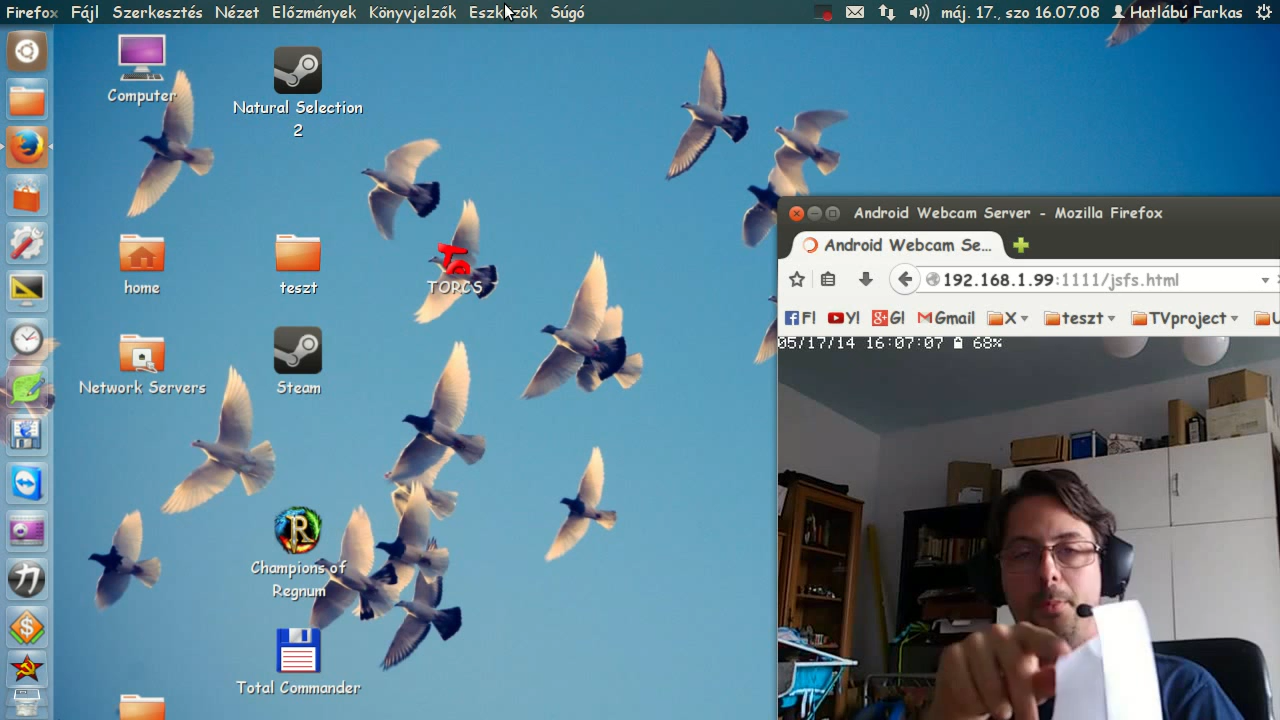 Firefox Fájl Szerkesztés Nézet Előzmények Könyvjelzők Eszközök Súgó máj. 17., szo 16.07.08 Hatlábú Farkas
Computer
Natural Selection
2
home
teszt
TORCS
Network Servers
Steam
Champions of
Regnum
Total Commander
Android Webcam Server - Mozilla Firefox
Android Webcam Se...
192.168.1.99:1111/jsfs.html
F! Y! G! Gmail X teszt TVproject U
05/17/14 16:07:07 68%